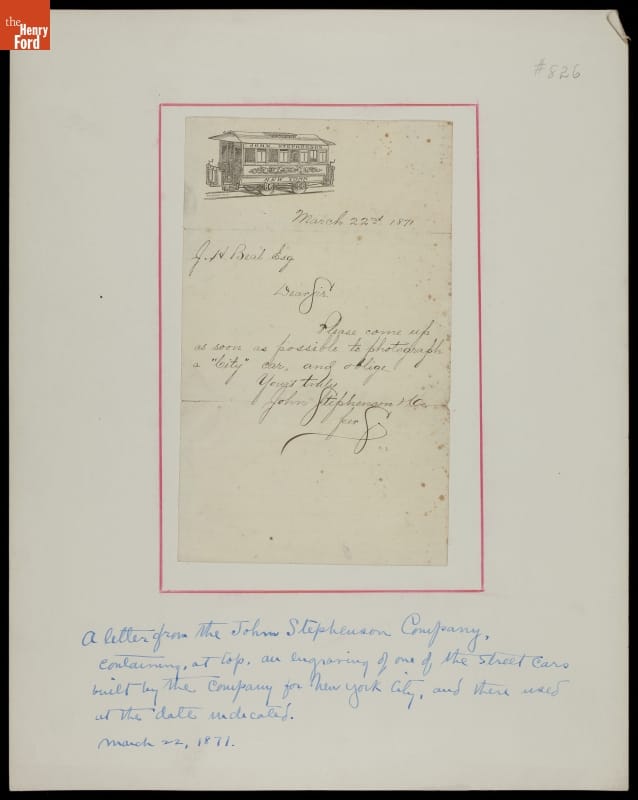 the
Henry
Ford
#826
JOHN STEPHENSON
NEW YORK
March 22nd 1871
J. H. Beal Esq
Dear Sir
Please come up
as soon as possible to photograph
a "City" car, and oblige
Yours truly
John Stephenson & Co
per S
A letter from the John Stephenson Company,
containing, at top, an engraving of one of the street cars
built by the company for New York City, and there used
at the date indicated.
March 22, 1871.